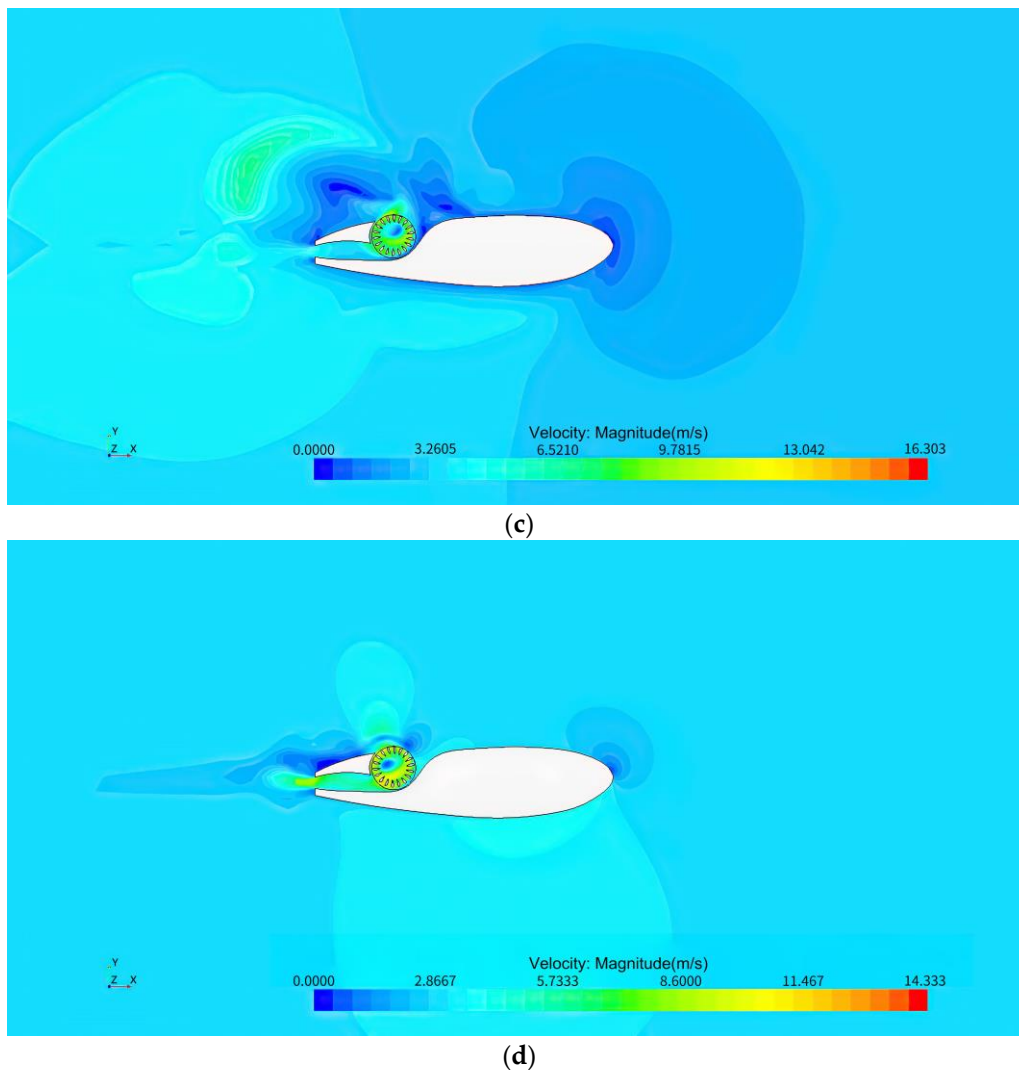 Y
Z X
Velocity: Magnitude(m/s)
0.0000 3.2605 6.5210 9.7815 13.042 16.303
(c)
Y
Z X
Velocity: Magnitude(m/s)
0.0000 2.8667 5.7333 8.6000 11.467 14.333
(d)